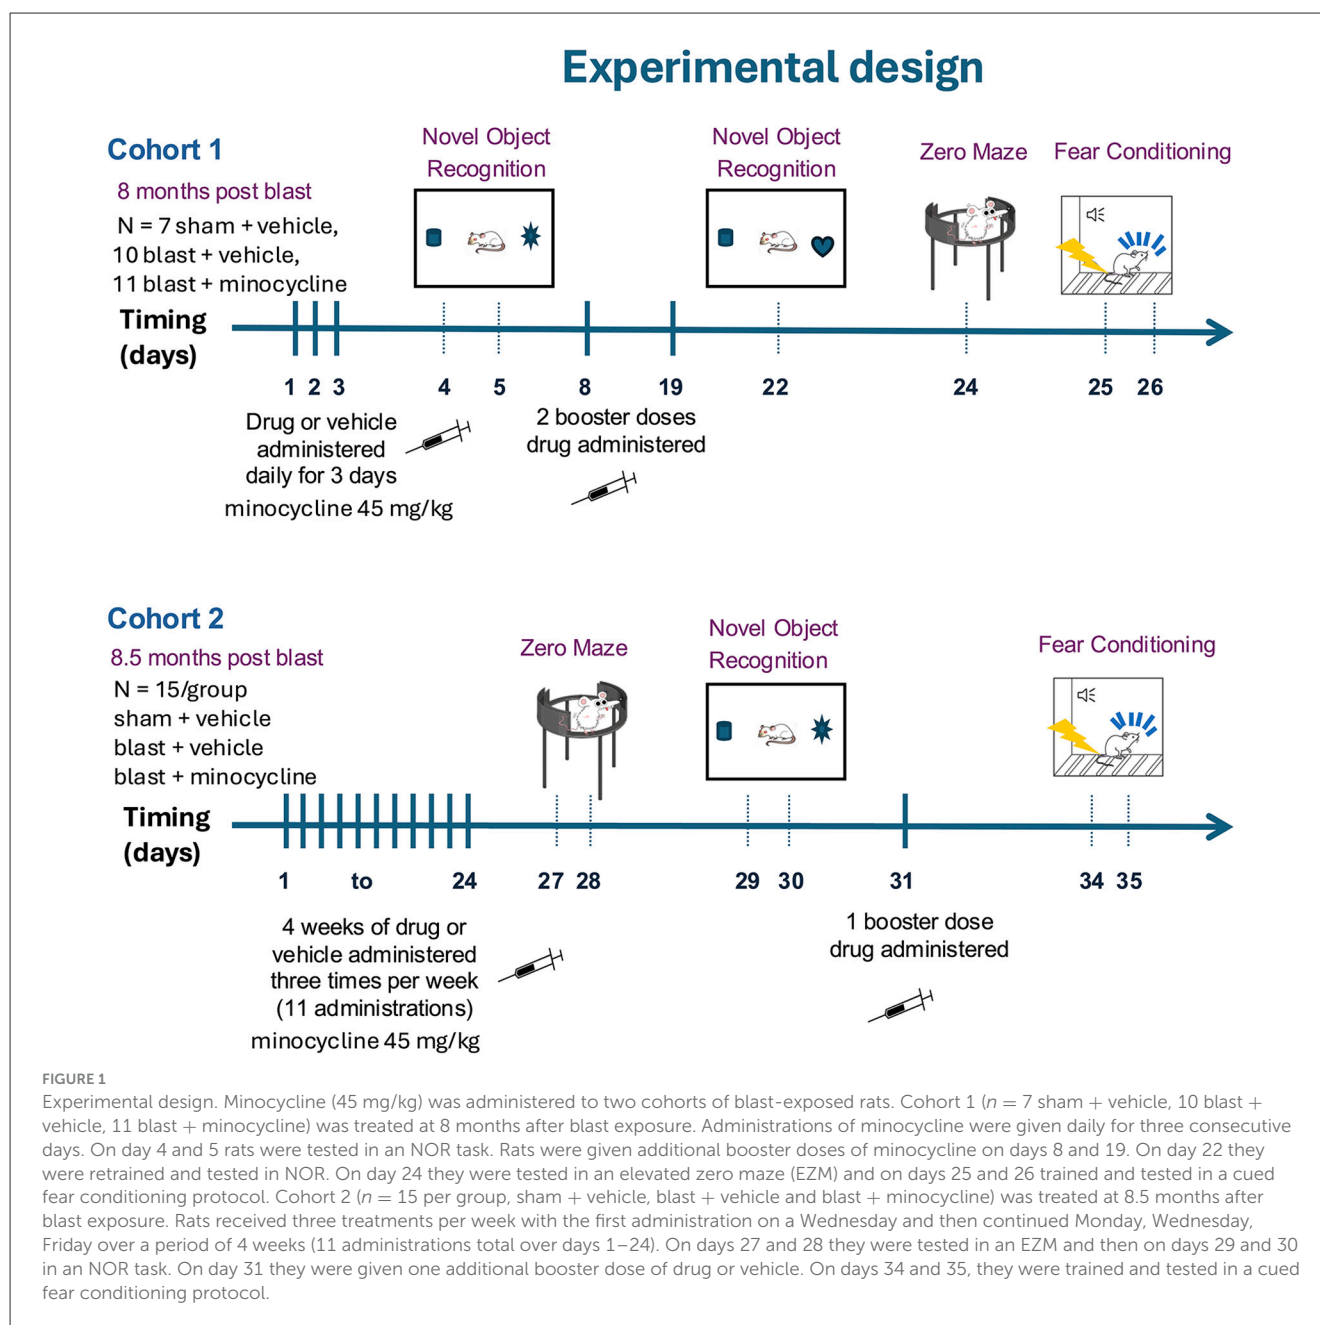 Experimental design
Cohort 1
8 months post blast
N = 7 sham + vehicle,
10 blast + vehicle,
11 blast + minocycline
Novel Object
Recognition
Novel Object
Recognition
Zero Maze
Fear Conditioning
Timing
(days)
1 2 3 4 5 8 19 22 24 25 26
Drug or vehicle
administered
daily for 3 days
minocycline 45 mg/kg
2 booster doses
drug administered
Cohort 2
8.5 months post blast
N = 15/group
sham + vehicle
blast + vehicle
blast + minocycline
Zero Maze
Novel Object
Recognition
Fear Conditioning
Timing
(days)
1 to 24 27 28 29 30 31 34 35
4 weeks of drug or
vehicle administered
three times per week
(11 administrations)
minocycline 45 mg/kg
1 booster dose
drug administered
FIGURE 1
Experimental design. Minocycline (45 mg/kg) was administered to two cohorts of blast-exposed rats. Cohort 1 (n = 7 sham + vehicle, 10 blast +
vehicle, 11 blast + minocycline) was treated at 8 months after blast exposure. Administrations of minocycline were given daily for three consecutive
days. On day 4 and 5 rats were tested in an NOR task. Rats were given additional booster doses of minocycline on days 8 and 19. On day 22 they
were retrained and tested in NOR. On day 24 they were tested in an elevated zero maze (EZM) and on days 25 and 26 trained and tested in a cued
fear conditioning protocol. Cohort 2 (n = 15 per group, sham + vehicle, blast + vehicle and blast + minocycline) was treated at 8.5 months after
blast exposure. Rats received three treatments per week with the first administration on a Wednesday and then continued Monday, Wednesday,
Friday over a period of 4 weeks (11 administrations total over days 1–24). On days 27 and 28 they were tested in an EZM and then on days 29 and 30
in an NOR task. On day 31 they were given one additional booster dose of drug or vehicle. On days 34 and 35, they were trained and tested in a cued
fear conditioning protocol.